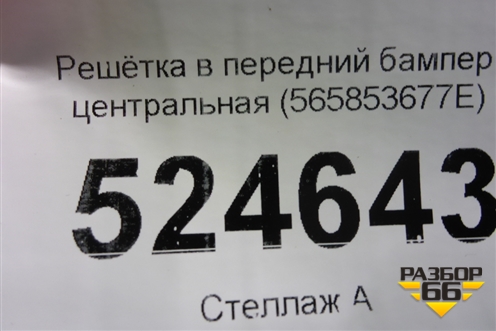 Решётка в передний бампер
центральная (565853677E)
524643
Стеллаж А
РАЗБОР
66